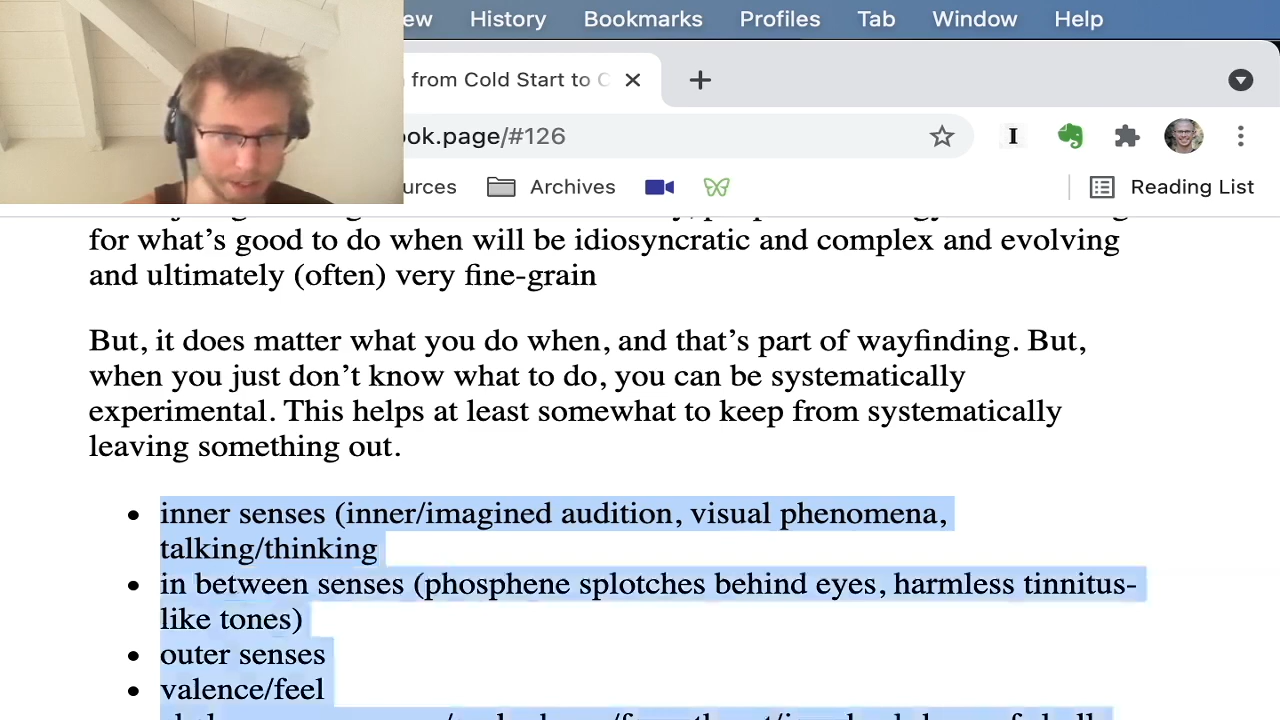 ew History Bookmarks Profiles Tab Window Help
from Cold Start to
ok.page/#126
urces Archives Reading List
for what’s good to do when will be idiosyncratic and complex and evolving
and ultimately (often) very fine-grain
But, it does matter what you do when, and that’s part of wayfinding. But,
when you just don’t know what to do, you can be systematically
experimental. This helps at least somewhat to keep from systematically
leaving something out.
• inner senses (inner/imagined audition, visual phenomena,
talking/thinking
• in between senses (phosphene splotches behind eyes, harmless tinnitus-
like tones)
• outer senses
• valence/feel